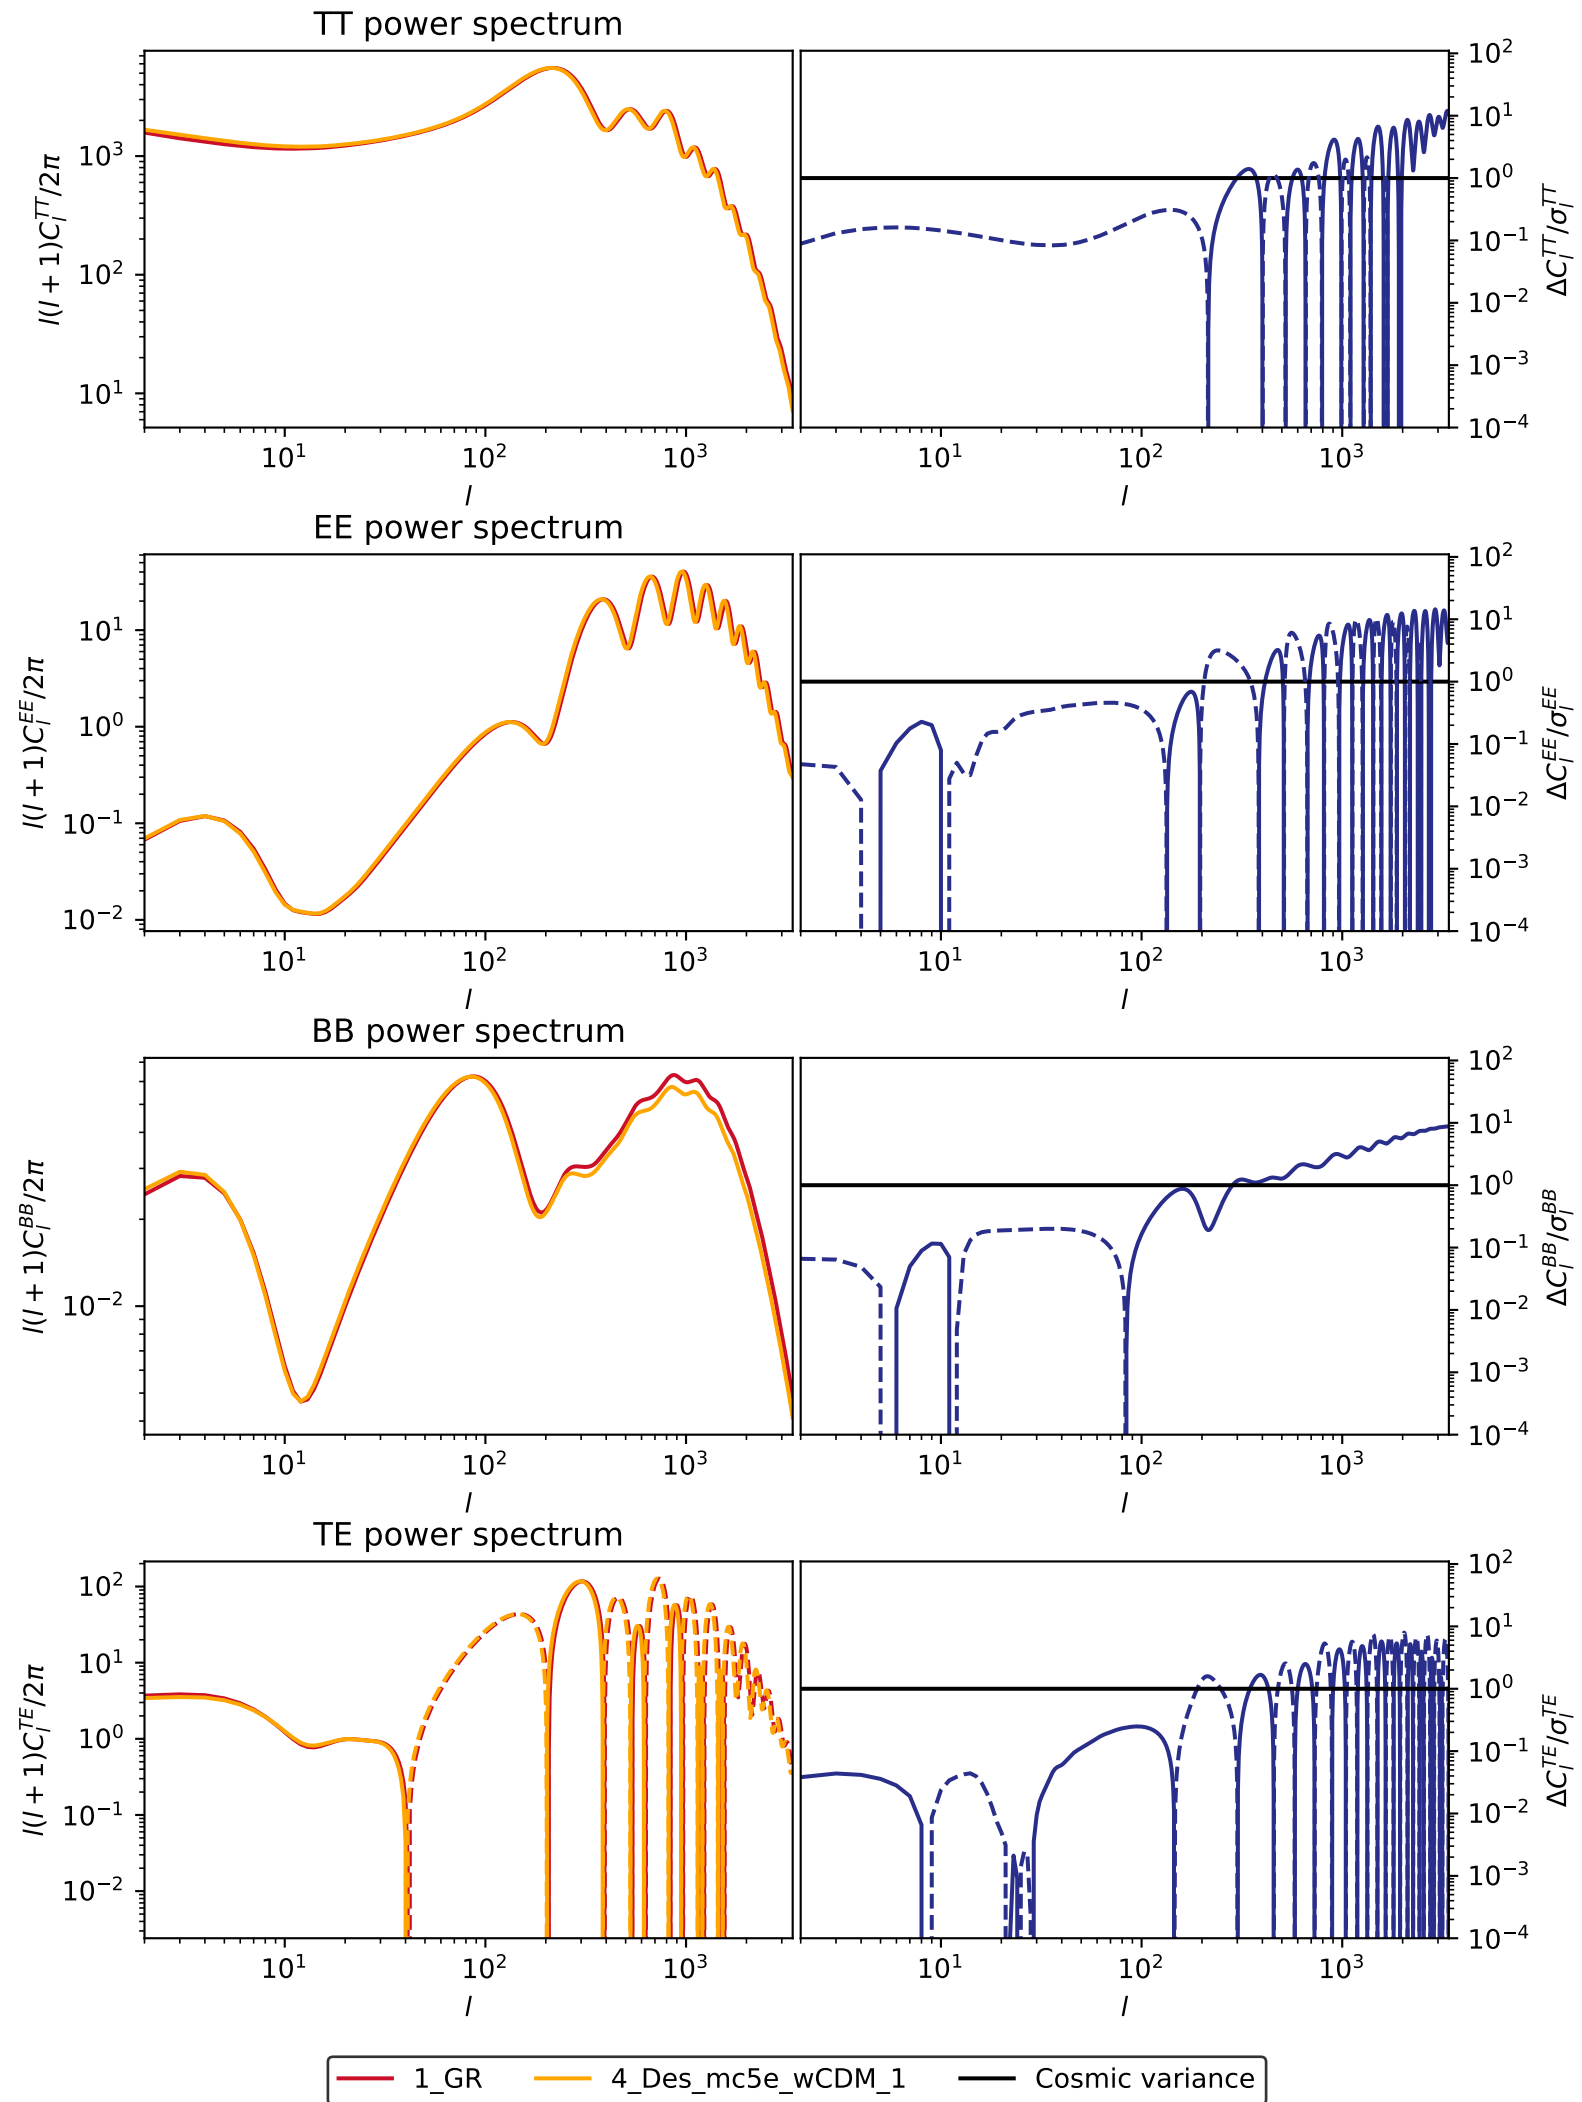 TT power spectrum
l(l + 1)C_l^{TT}/2π
10^3
10^2
10^1
10^1 10^2 10^3
l
10^2
10^1
10^0
10^{−1}
10^{−2}
10^{−3}
10^{−4}
ΔC_l^{TT}/σ_l^{TT}
10^1 10^2 10^3
l
EE power spectrum
l(l + 1)C_l^{EE}/2π
10^1
10^0
10^{−1}
10^{−2}
10^1 10^2 10^3
l
10^2
10^1
10^0
10^{−1}
10^{−2}
10^{−3}
10^{−4}
ΔC_l^{EE}/σ_l^{EE}
10^1 10^2 10^3
l
BB power spectrum
l(l + 1)C_l^{BB}/2π
10^{−2}
10^1 10^2 10^3
l
10^2
10^1
10^0
10^{−1}
10^{−2}
10^{−3}
10^{−4}
ΔC_l^{BB}/σ_l^{BB}
10^1 10^2 10^3
l
TE power spectrum
l(l + 1)C_l^{TE}/2π
10^2
10^1
10^0
10^{−1}
10^{−2}
10^1 10^2 10^3
l
10^2
10^1
10^0
10^{−1}
10^{−2}
10^{−3}
10^{−4}
ΔC_l^{TE}/σ_l^{TE}
10^1 10^2 10^3
l
1_GR 4_Des_mc5e_wCDM_1 Cosmic variance